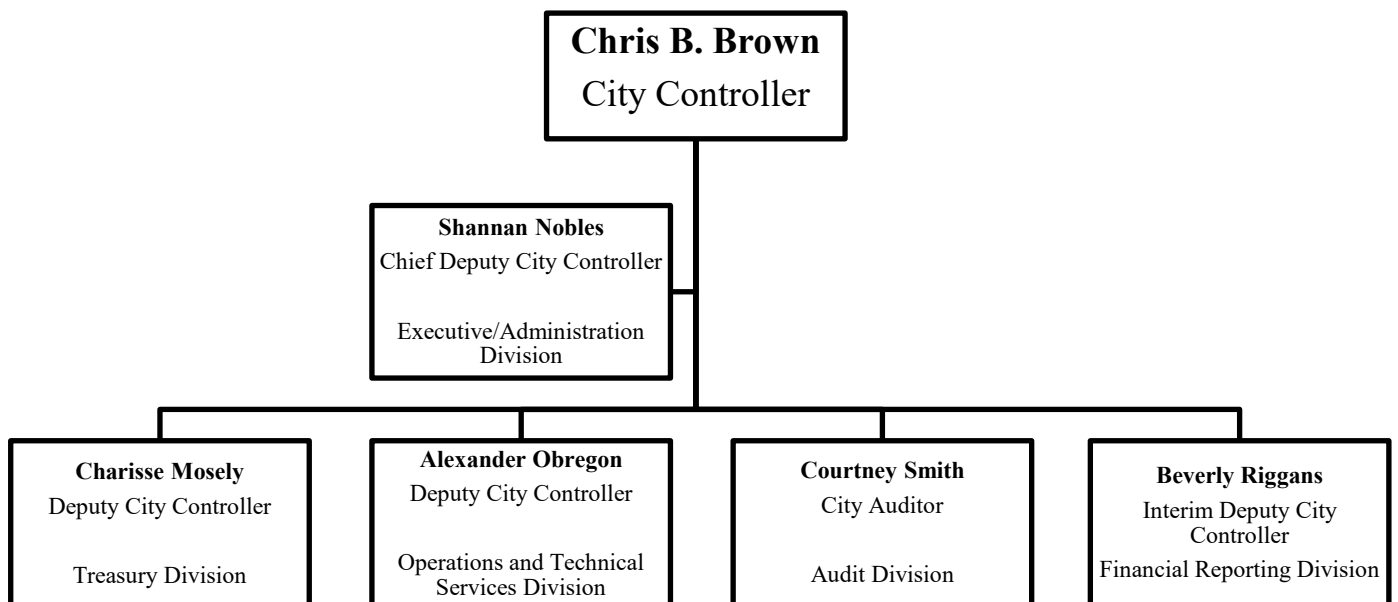 Chris B. Brown
City Controller
Shannan Nobles
Chief Deputy City Controller
Executive/Administration
Division
Charisse Mosely
Deputy City Controller
Treasury Division
Alexander Obregon
Deputy City Controller
Operations and Technical
Services Division
Courtney Smith
City Auditor
Audit Division
Beverly Riggans
Interim Deputy City
Controller
Financial Reporting Division